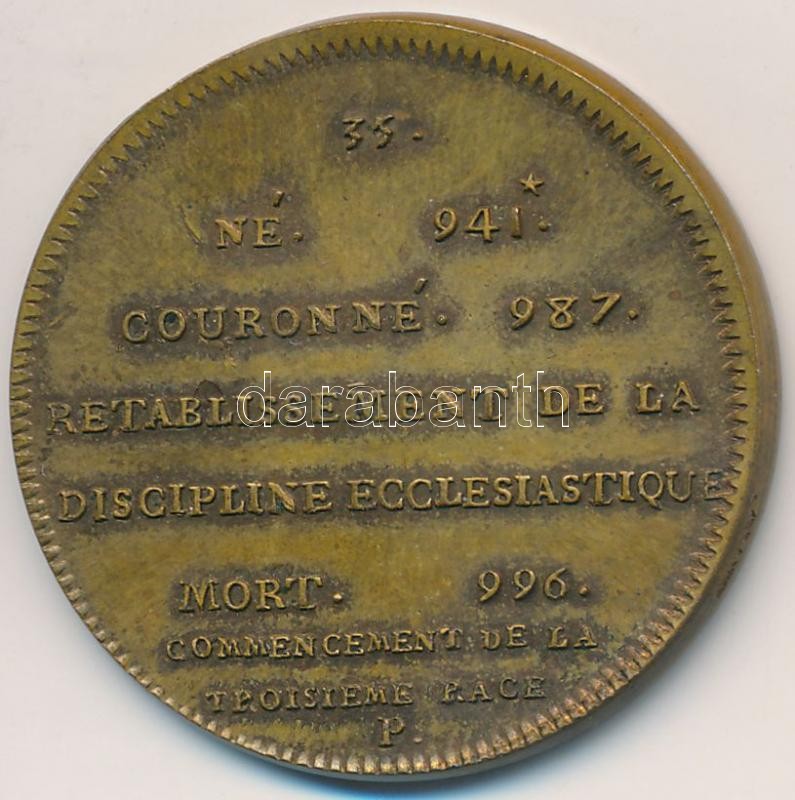 35.
NÉ. 941.*
COURONNÉ. 987.
RETABLISSEMENT DE LA
darabanth
DISCIPLINE ECCLESIASTIQUE
MORT. 996.
COMMENCEMENT DE LA
TROISIEME RACE
P.